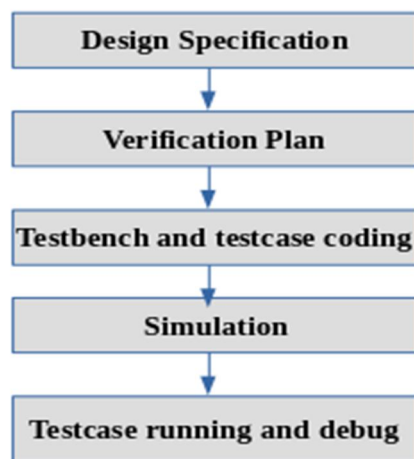 Design Specification
Verification Plan
Testbench and testcase coding
Simulation
Testcase running and debug